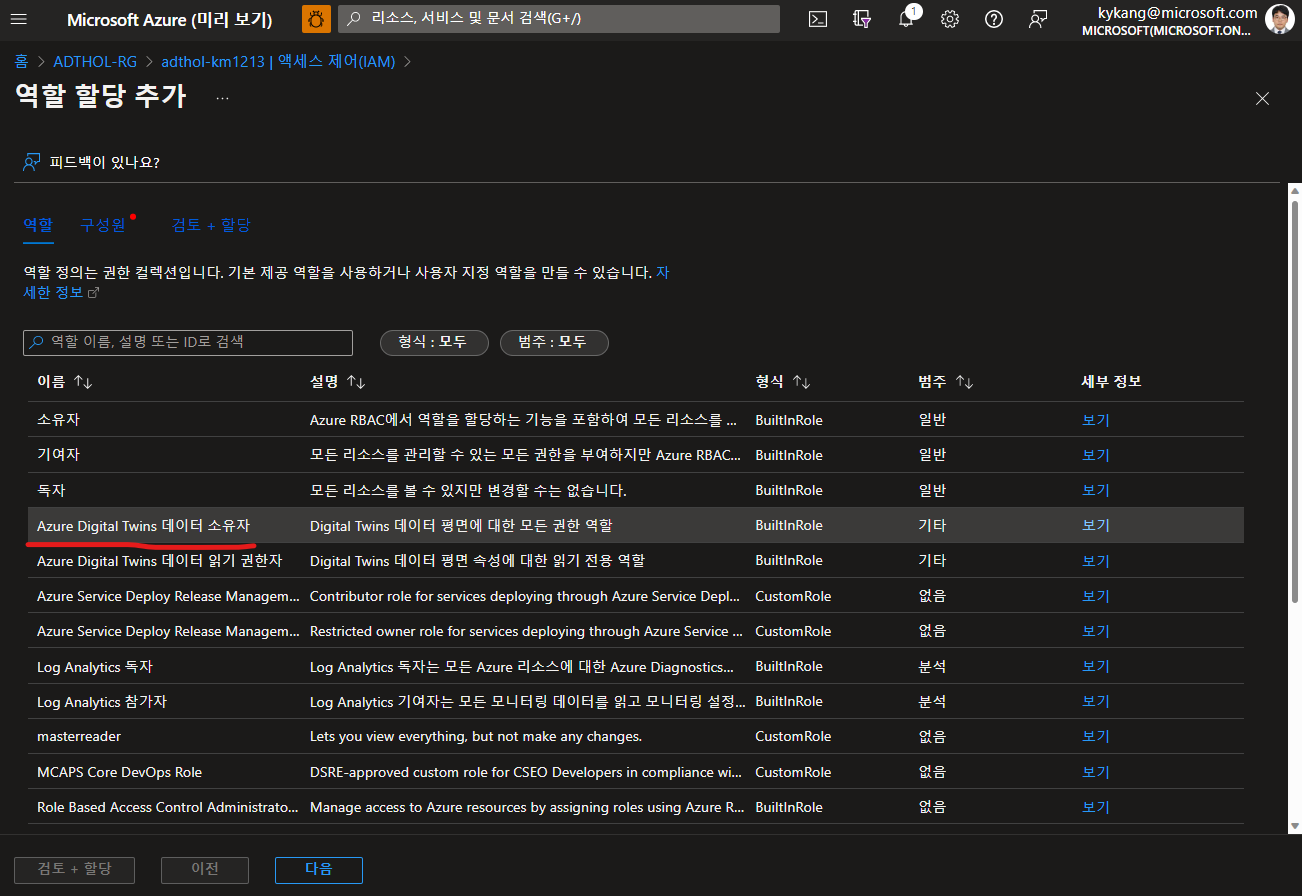 Microsoft Azure (미리 보기)
리소스, 서비스 및 문서 검색(G+/)
1
kykang@microsoft.com
MICROSOFT(MICROSOFT.ON...
홈 > ADTHOL-RG > adthol-km1213 | 액세스 제어(IAM) >
역할 할당 추가 ...
피드백이 있나요?
역할 구성원 검토 + 할당
역할 정의는 권한 컬렉션입니다. 기본 제공 역할을 사용하거나 사용자 지정 역할을 만들 수 있습니다. 자
세한 정보
역할 이름, 설명 또는 ID로 검색 형식 : 모두 범주 : 모두
이름 ↑↓ 설명 ↑↓ 형식 ↑↓ 범주 ↑↓ 세부 정보
소유자 Azure RBAC에서 역할을 할당하는 기능을 포함하여 모든 리소스를 ... BuiltInRole 일반 보기
기여자 모든 리소스를 관리할 수 있는 모든 권한을 부여하지만 Azure RBAC... BuiltInRole 일반 보기
독자 모든 리소스를 볼 수 있지만 변경할 수는 없습니다. BuiltInRole 일반 보기
Azure Digital Twins 데이터 소유자 Digital Twins 데이터 평면에 대한 모든 권한 역할 BuiltInRole 기타 보기
Azure Digital Twins 데이터 읽기 권한자 Digital Twins 데이터 평면 속성에 대한 읽기 전용 역할 BuiltInRole 기타 보기
Azure Service Deploy Release Managem... Contributor role for services deploying through Azure Service Depl... CustomRole 없음 보기
Azure Service Deploy Release Managem... Restricted owner role for services deploying through Azure Service ... CustomRole 없음 보기
Log Analytics 독자 Log Analytics 독자는 모든 Azure 리소스에 대한 Azure Diagnostics... BuiltInRole 분석 보기
Log Analytics 참가자 Log Analytics 기여자는 모든 모니터링 데이터를 읽고 모니터링 설정... BuiltInRole 분석 보기
masterreader Lets you view everything, but not make any changes. CustomRole 없음 보기
MCAPS Core DevOps Role DSRE-approved custom role for CSEO Developers in compliance wi... CustomRole 없음 보기
Role Based Access Control Administrato... Manage access to Azure resources by assigning roles using Azure R... BuiltInRole 없음 보기
검토 + 할당 이전 다음